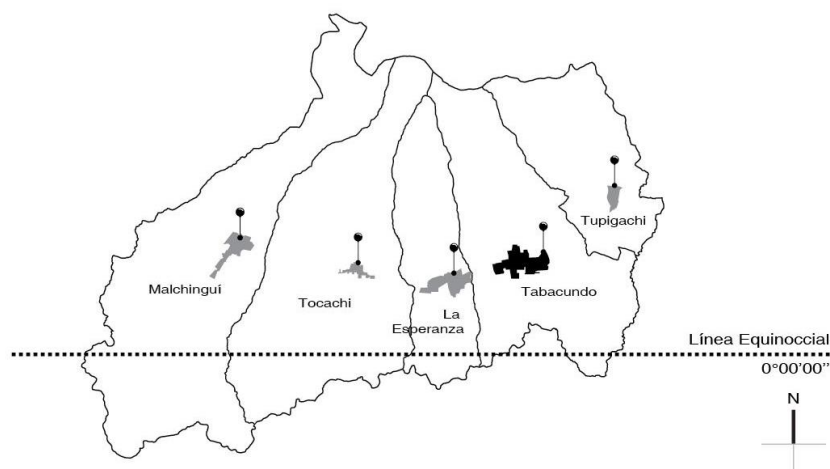 Tupigachi
Malchinguí
Tocachi
La
Esperanza
Tabacundo
Línea Equinoccial
0°00'00''
N